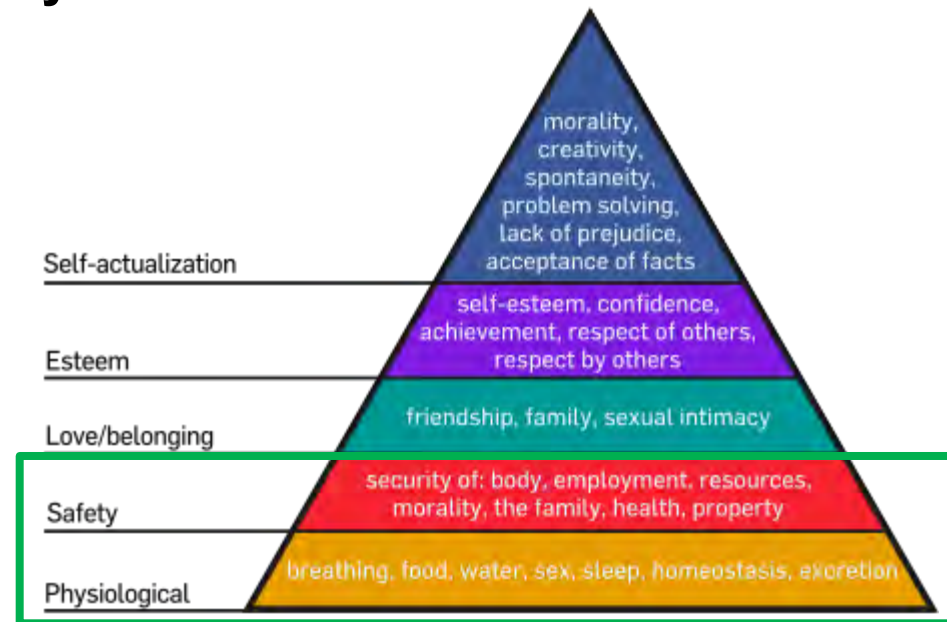 morality,
creativity,
spontaneity,
problem solving,
lack of prejudice,
acceptance of facts
Self-actualization
self-esteem, confidence,
achievement, respect of others,
respect by others
Esteem
friendship, family, sexual intimacy
Love/belonging
security of: body, employment, resources,
morality, the family, health, property
Safety
breathing, food, water, sex, sleep, homeostasis, excretion
Physiological